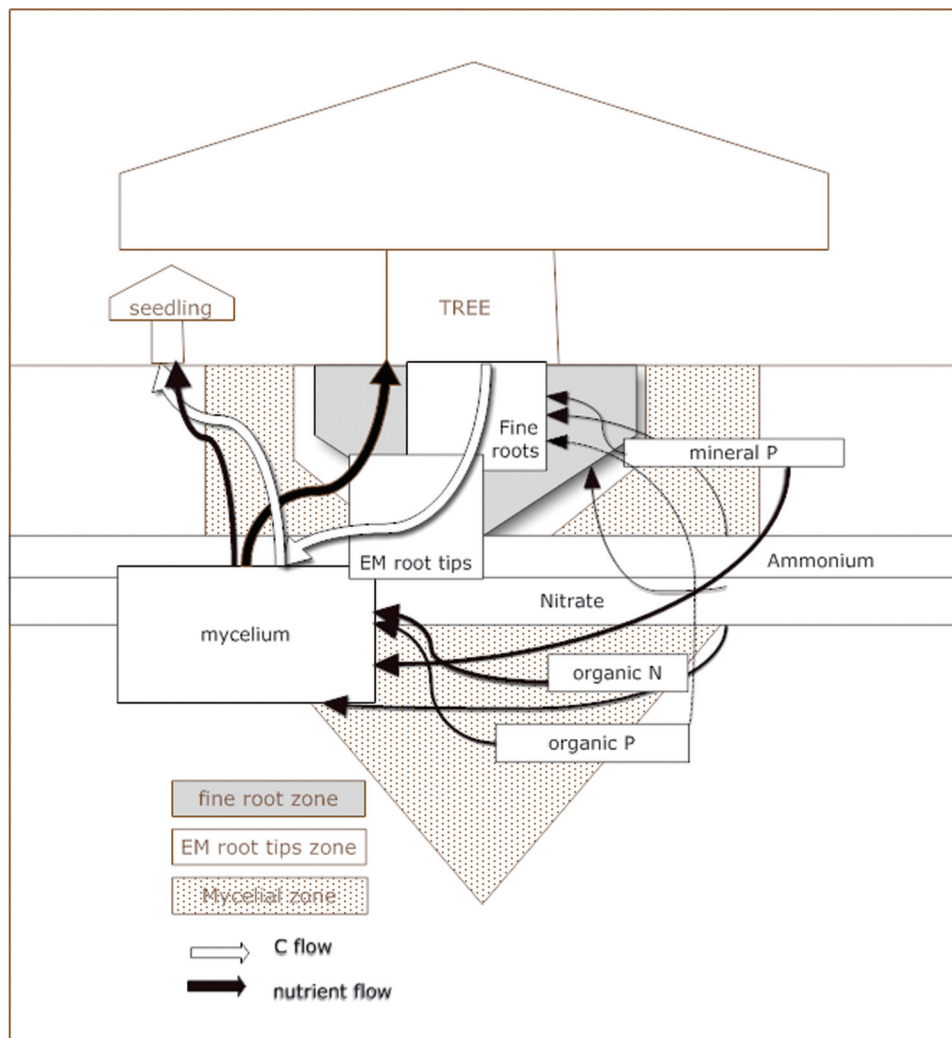 seedling
TREE
Fine
roots
mineral P
EM root tips
Ammonium
Nitrate
mycelium
organic N
organic P
fine root zone
EM root tips zone
Mycelial zone
C flow
nutrient flow